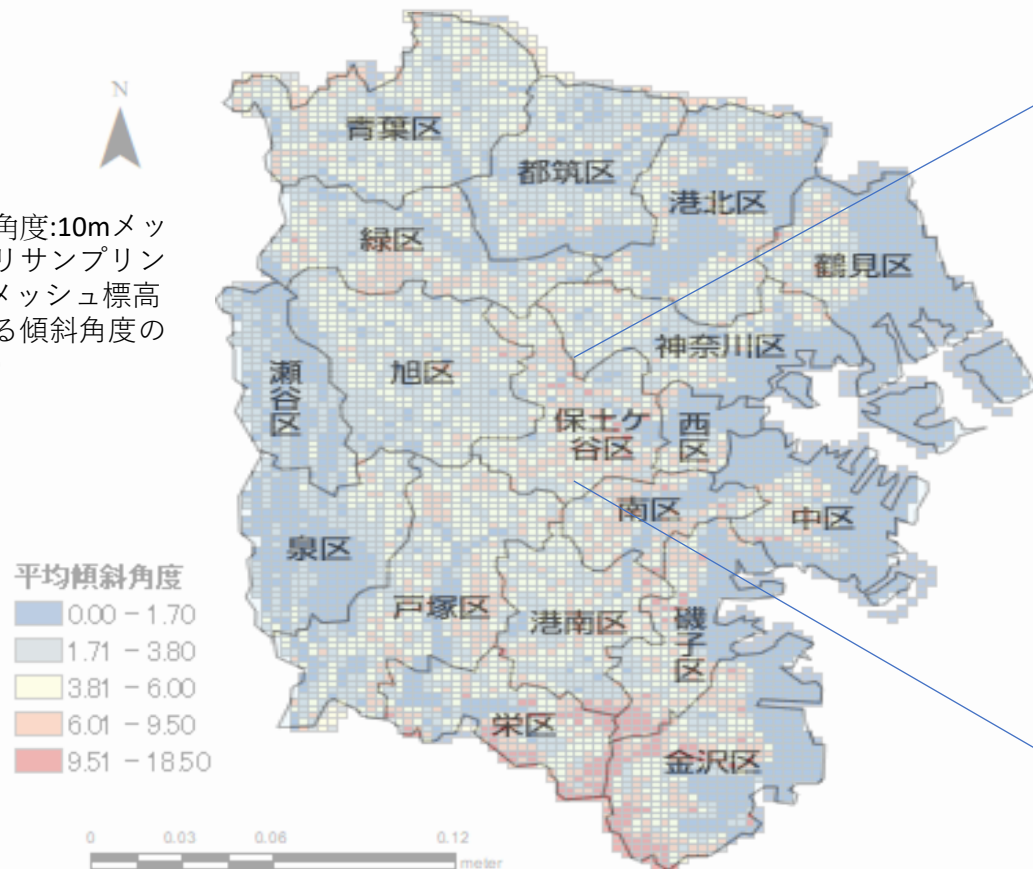 N
青葉区
都筑区
港北区
角度:10mメッ
リサンプリン
メッシュ標高
る傾斜角度の
緑区
鶴見区
神奈川区
瀬谷区
旭区
保土ケ
谷区
西区
南区
中区
泉区
平均傾斜角度
0.00 - 1.70
1.71 - 3.80
3.81 - 6.00
6.01 - 9.50
9.51 - 18.50
戸塚区
港南区
磯子区
栄区
金沢区
0 0.03 0.06 0.12
meter